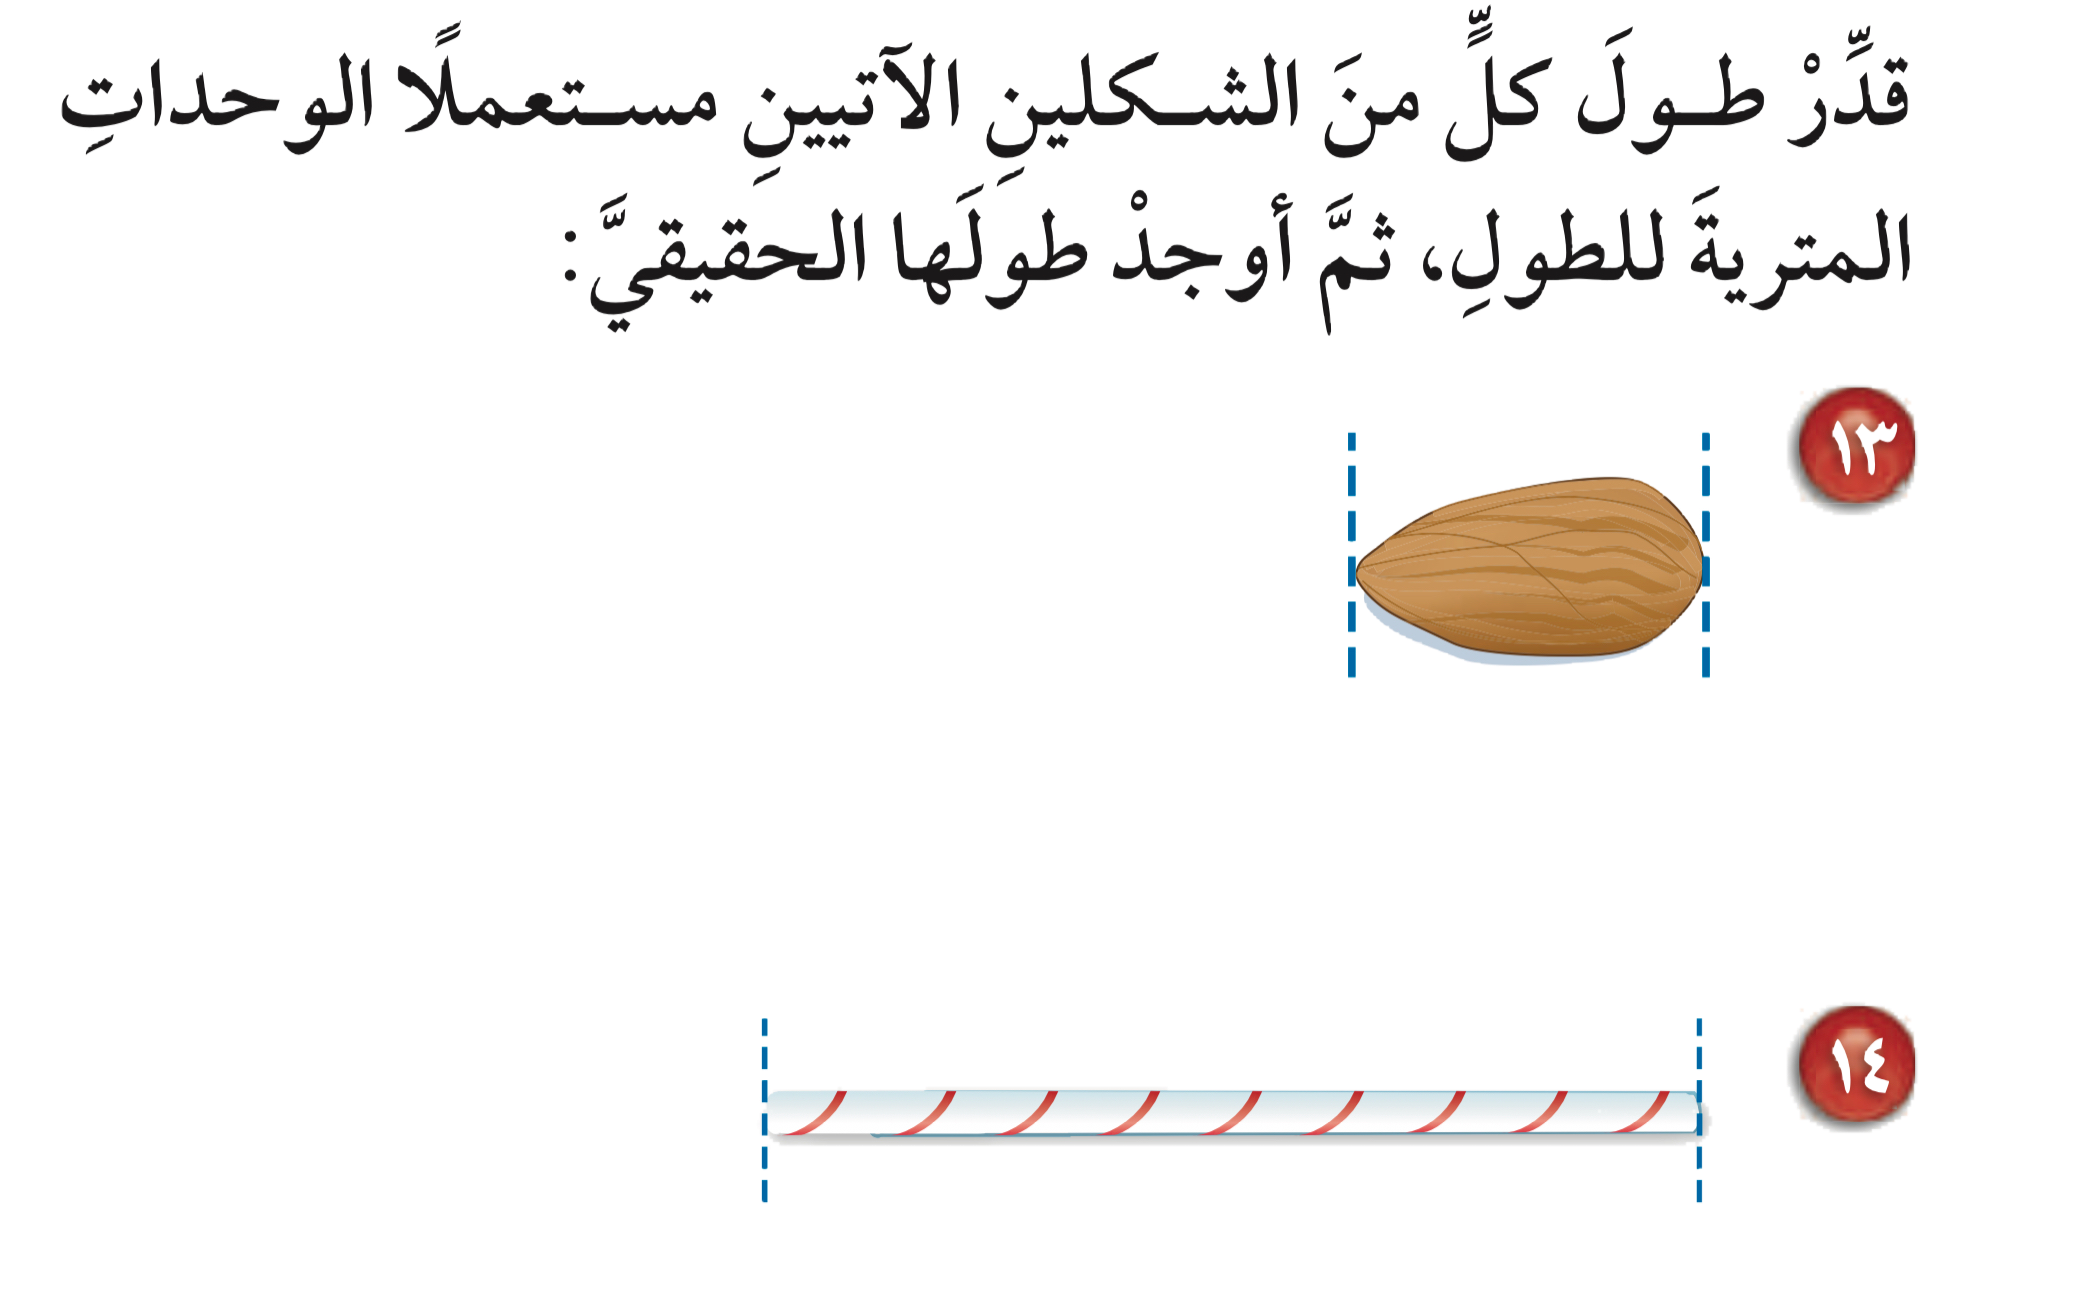 قدِّرْ طـولَ كلٍّ منَ الشـكلينِ الآتيينِ مسـتعملًا الوحداتِ
المتريةَ للطولِ، ثمَّ أوجدْ طولَها الحقيقيَّ:
١٣
١٤